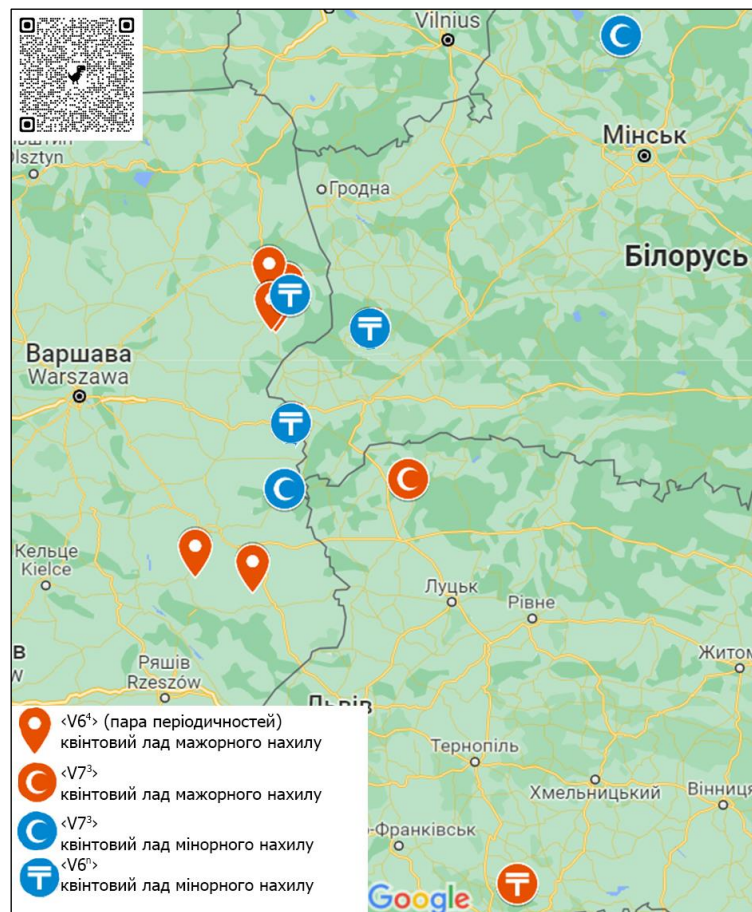 Vilnius
Olsztyn
Мінськ
Гродна
Білорусь
Варшава
Warszawa
Кельце
Kielce
Луцьк
Рівне
Житом
Ряшів
Rzeszów
Львів
Тернопіль
Хмельницький
Вінниця
-Франківськ
‹V6⁴› (пара періодичностей)
квінтовий лад мажорного нахилу
‹V7³›
квінтовий лад мажорного нахилу
‹V7³›
квінтовий лад мінорного нахилу
‹V6ⁿ›
квінтовий лад мінорного нахилу
Google